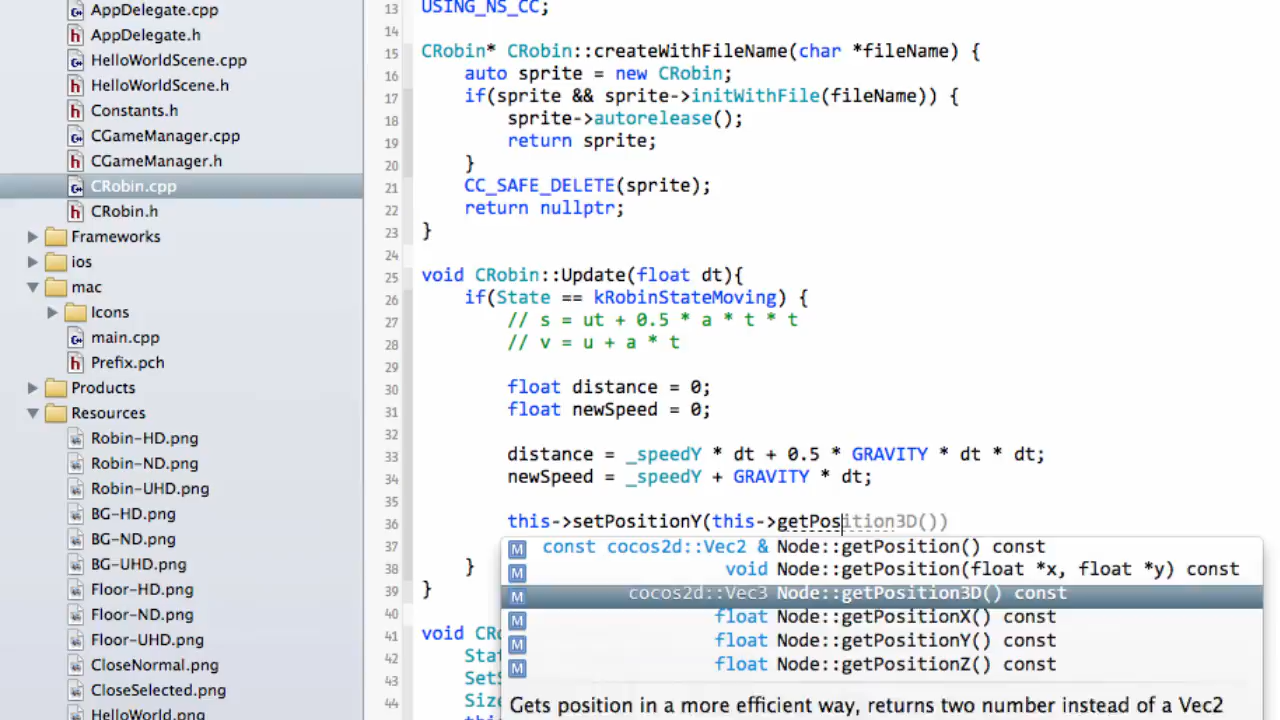 AppDelegate.cpp
AppDelegate.h
HelloWorldScene.cpp
HelloWorldScene.h
Constants.h
CGameManager.cpp
CGameManager.h
CRobin.cpp
CRobin.h
Frameworks
ios
mac
Icons
main.cpp
Prefix.pch
Products
Resources
Robin-HD.png
Robin-ND.png
Robin-UHD.png
BG-HD.png
BG-ND.png
BG-UHD.png
Floor-HD.png
Floor-ND.png
Floor-UHD.png
CloseNormal.png
CloseSelected.png
HelloWorld.png
13 USING_NS_CC;
14
15 CRobin* CRobin::createWithFileName(char *fileName) {
16 auto sprite = new CRobin;
17 if(sprite && sprite->initWithFile(fileName)) {
18 sprite->autorelease();
19 return sprite;
20 }
21 CC_SAFE_DELETE(sprite);
22 return nullptr;
23 }
24
25 void CRobin::Update(float dt){
26 if(State == kRobinStateMoving) {
27 // s = ut + 0.5 * a * t * t
28 // v = u + a * t
29
30 float distance = 0;
31 float newSpeed = 0;
32
33 distance = _speedY * dt + 0.5 * GRAVITY * dt * dt;
34 newSpeed = _speedY + GRAVITY * dt;
35
36 this->setPositionY(this->getPosition3D())
37
38 }
39 }
40
41 void CRo
42 Stat
43 SetS
44 Size
this
M const cocos2d::Vec2 & Node::getPosition() const
M void Node::getPosition(float *x, float *y) const
M cocos2d::Vec3 Node::getPosition3D() const
M float Node::getPositionX() const
M float Node::getPositionY() const
M float Node::getPositionZ() const
Gets position in a more efficient way, returns two number instead of a Vec2